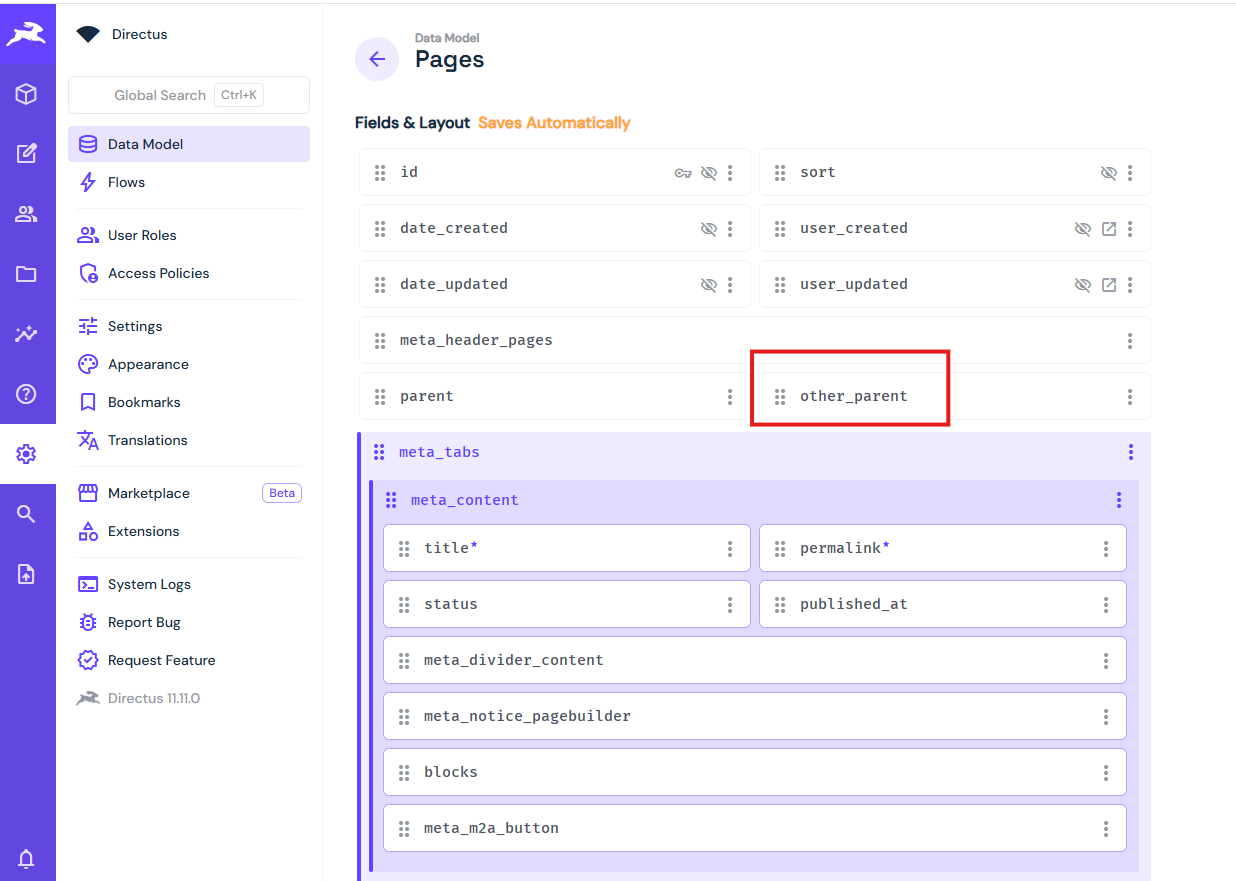 Directus
Global Search Ctrl+K
Data Model
Flows
User Roles
Access Policies
Settings
Appearance
Bookmarks
Translations
Marketplace Beta
Extensions
System Logs
Report Bug
Request Feature
Directus 11.11.0
Data Model
Pages
Fields & Layout Saves Automatically
id sort
date_created user_created
date_updated user_updated
meta_header_pages
parent other_parent
meta_tabs
meta_content
title* permalink*
status published_at
meta_divider_content
meta_notice_pagebuilder
blocks
meta_m2a_button